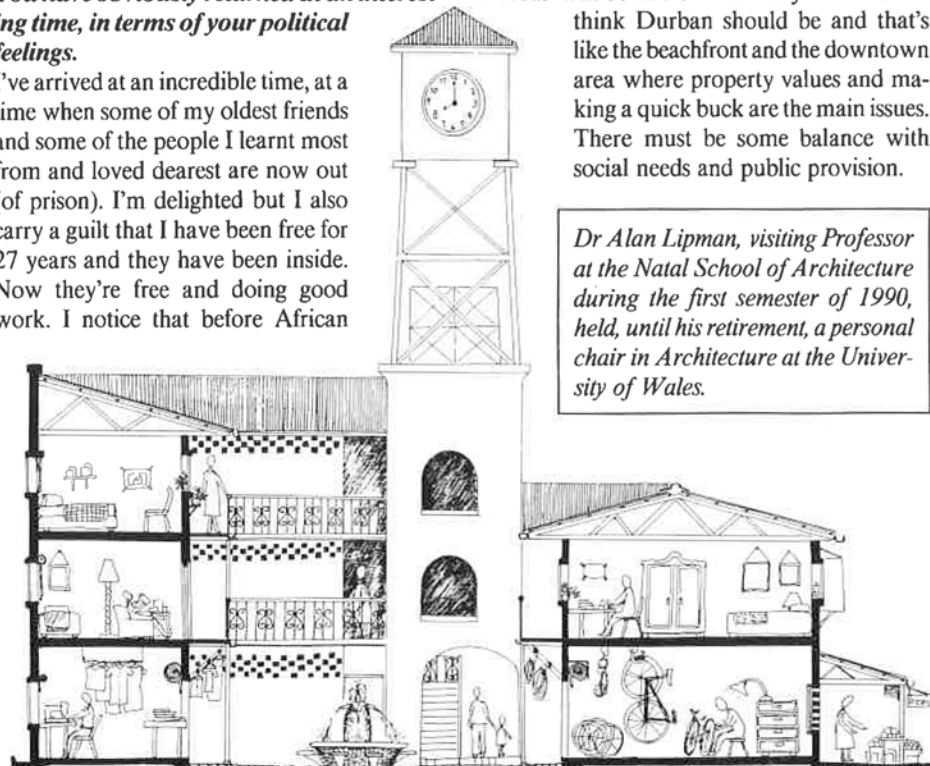 You have obviously returned at an interest-
ing time, in terms of your political
feelings.
I've arrived at an incredible time, at a
time when some of my oldest friends
and some of the people I learnt most
from and loved dearest are now out
(of prison). I'm delighted but I also
carry a guilt that I have been free for
27 years and they have been inside.
Now they're free and doing good
work. I notice that before African
think Durban should be and that's
like the beachfront and the downtown
area where property values and ma-
king a quick buck are the main issues.
There must be some balance with
social needs and public provision.
Dr Alan Lipman, visiting Professor
at the Natal School of Architecture
during the first semester of 1990,
held, until his retirement, a personal
chair in Architecture at the Univer-
sity of Wales.